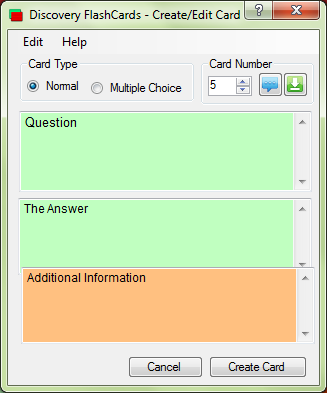 Discovery FlashCards - Create/Edit Card
?
Edit Help
Card Type
Card Number
Normal
Multiple Choice
5
Question
The Answer
Additional Information
Cancel
Create Card